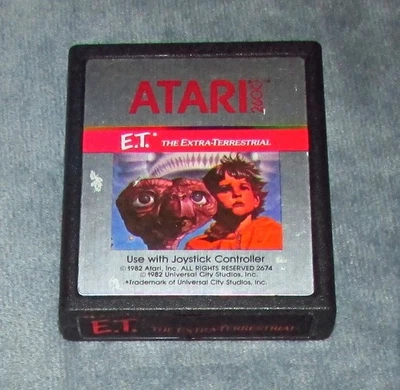 ATARI 2600
E.T.* THE EXTRA-TERRESTRIAL
Use with Joystick Controller
©1982 Atari, Inc. ALL RIGHTS RESERVED 2674
©1982 Universal City Studios, Inc.
*Trademark of Universal City Studios, Inc.
E.T.* THE EXTRA-TERRESTRIAL